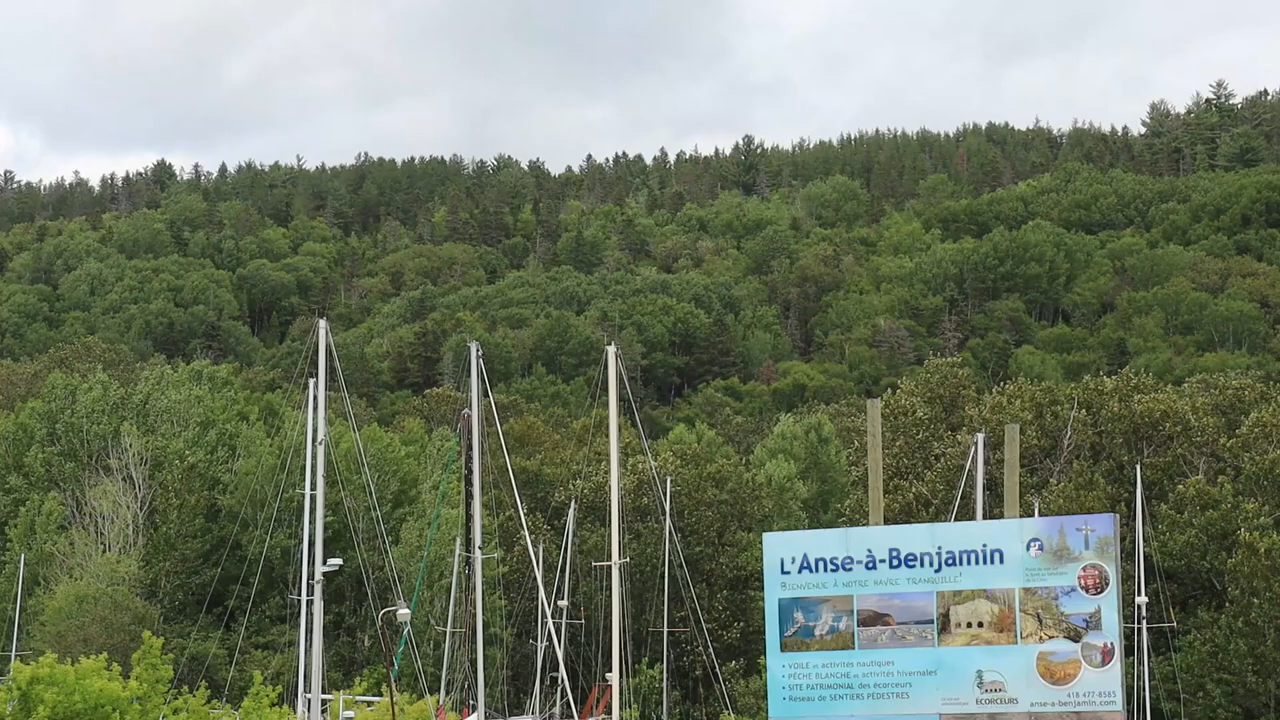 L'Anse-à-Benjamin
BIENVENUE À NOTRE HAVRE TRANQUILLE!
• VOILE et activités nautiques
• PÊCHE BLANCHE et activités hivernales
• SITE PATRIMONIAL des écorceurs
• Réseau de SENTIERS PÉDESTRES
ÉCORCEURS
418 477-8585
anse-a-benjamin.com